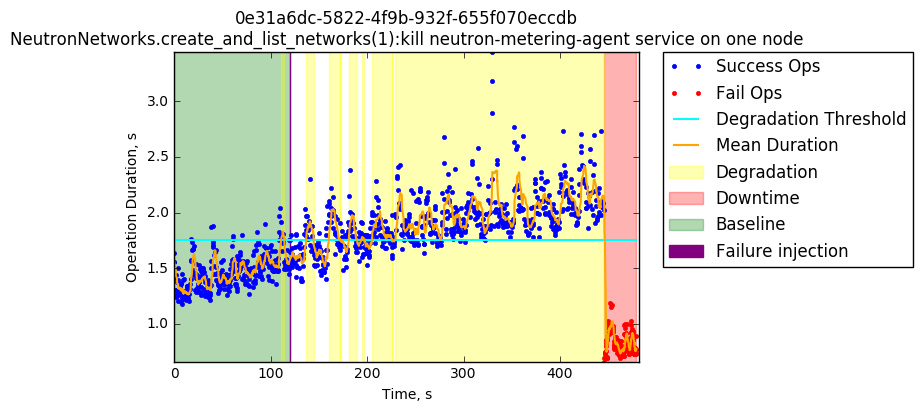 0e31a6dc-5822-4f9b-932f-655f070eccdb
NeutronNetworks.create_and_list_networks(1):kill neutron-metering-agent service on one node
Operation Duration, s
3.0
2.5
2.0
1.5
1.0
0
100
200
300
400
Time, s
Success Ops
Fail Ops
Degradation Threshold
Mean Duration
Degradation
Downtime
Baseline
Failure injection